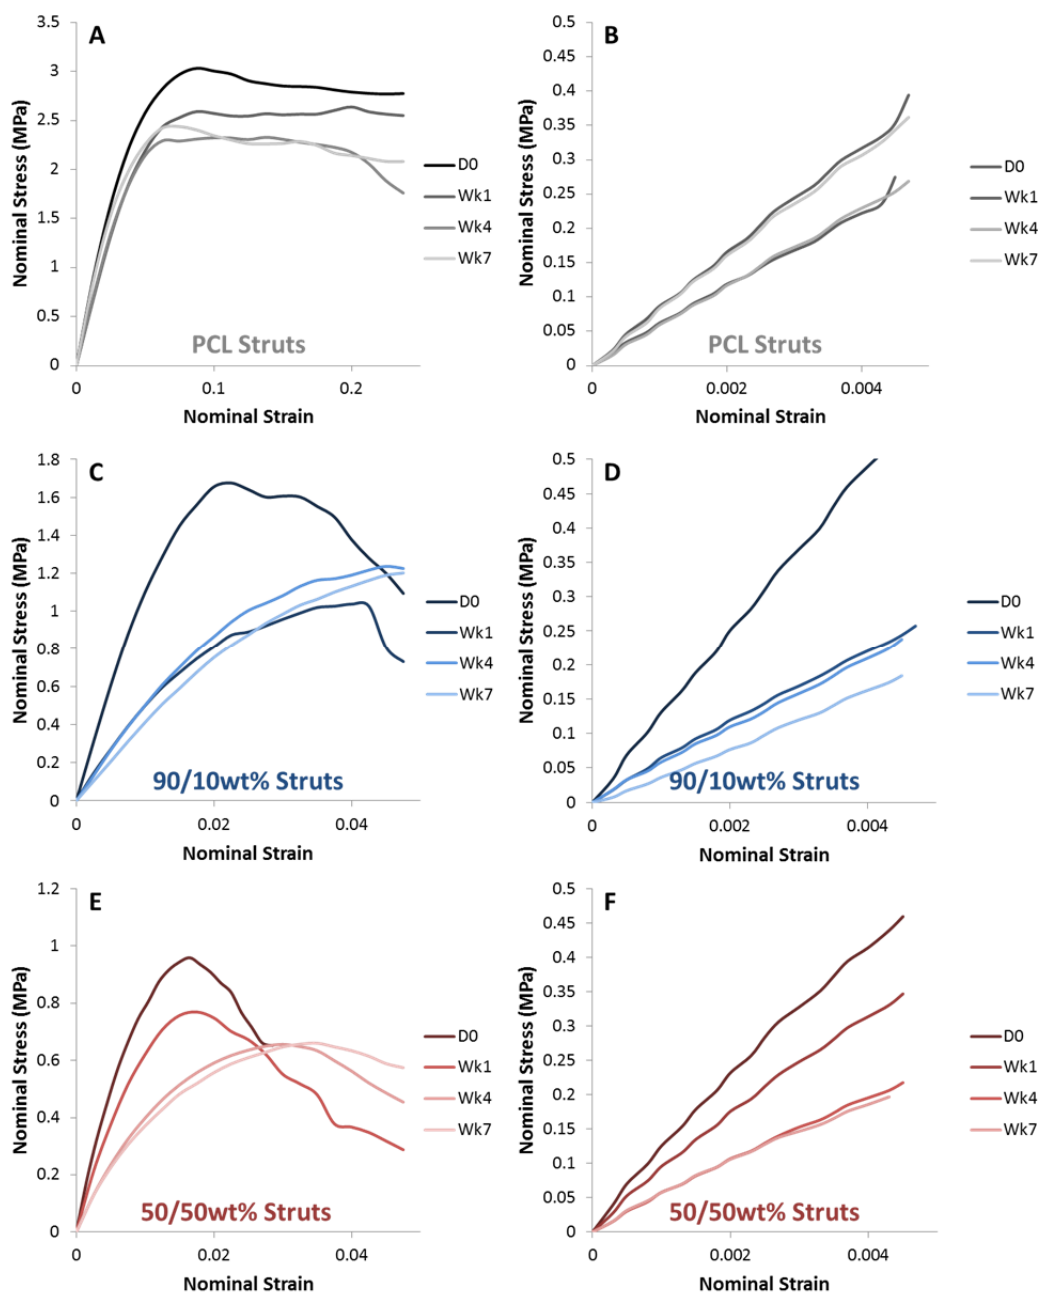 A
Nominal Stress (MPa)
3.5
3
2.5
2
1.5
1
0.5
0
0
0.1
0.2
Nominal Strain
PCL Struts
D0
Wk1
Wk4
Wk7
B
Nominal Stress (MPa)
0.5
0.45
0.4
0.35
0.3
0.25
0.2
0.15
0.1
0.05
0
0
0.002
0.004
Nominal Strain
PCL Struts
D0
Wk1
Wk4
Wk7
C
Nominal Stress (MPa)
1.8
1.6
1.4
1.2
1
0.8
0.6
0.4
0.2
0
0
0.02
0.04
Nominal Strain
90/10wt% Struts
D0
Wk1
Wk4
Wk7
D
Nominal Stress (MPa)
0.5
0.45
0.4
0.35
0.3
0.25
0.2
0.15
0.1
0.05
0
0
0.002
0.004
Nominal Strain
90/10wt% Struts
D0
Wk1
Wk4
Wk7
E
Nominal Stress (MPa)
1.2
1
0.8
0.6
0.4
0.2
0
0
0.02
0.04
Nominal Strain
50/50wt% Struts
D0
Wk1
Wk4
Wk7
F
Nominal Stress (MPa)
0.5
0.45
0.4
0.35
0.3
0.25
0.2
0.15
0.1
0.05
0
0
0.002
0.004
Nominal Strain
50/50wt% Struts
D0
Wk1
Wk4
Wk7